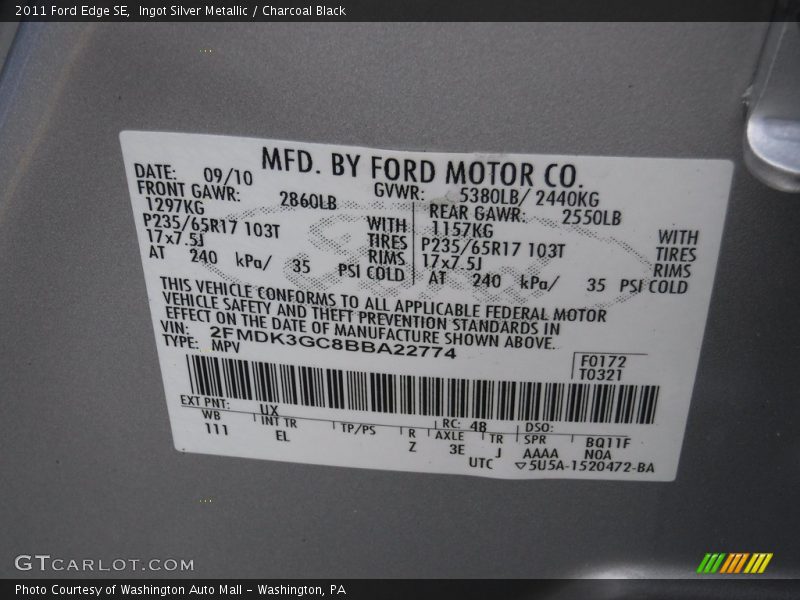 2011 Ford Edge SE,  Ingot Silver Metallic / Charcoal Black
MFD. BY FORD MOTOR CO.
DATE: 09/10 GVWR: 5380LB/ 2440KG
FRONT GAWR: 2860LB REAR GAWR: 2550LB
1297KG WITH 1157KG WITH
P235/65R17 103T TIRES P235/65R17 103T TIRES
17x7.5J RIMS 17x7.5J RIMS
AT 240 kPa/ 35 PSI COLD AT 240 kPa/ 35 PSI COLD
THIS VEHICLE CONFORMS TO ALL APPLICABLE FEDERAL MOTOR
VEHICLE SAFETY AND THEFT PREVENTION STANDARDS IN
EFFECT ON THE DATE OF MANUFACTURE SHOWN ABOVE.
VIN: 2FMDK3GC8BBA22774
TYPE: MPV
F0172
T0321
EXT PNT: UX RC: 48 DSO:
WB INT TR TP/PS R AXLE TR SPR BQ11F
111 EL Z 3E J AAAA N0A
UTC ▽5U5A-1520472-BA
GTCARLOT.COM
Photo Courtesy of Washington Auto Mall – Washington, PA